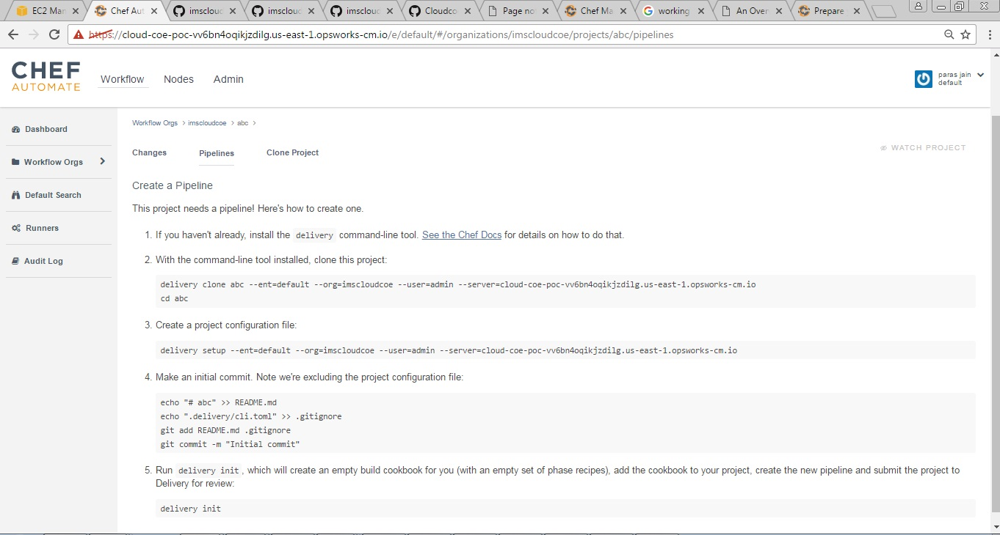 EC2 Man
Chef Aut
imscloud
imscloud
imscloud
Cloudco
Page no
Chef Ma
working
An Over
Prepare
https://cloud-coe-poc-vv6bn4oqikjzdilg.us-east-1.opsworks-cm.io/e/default/#/organizations/imscloudcoe/projects/abc/pipelines
CHEF
AUTOMATE
Workflow
Nodes
Admin
paras jain
default
Dashboard
Workflow Orgs
Default Search
Runners
Audit Log
Workflow Orgs > imscloudcoe > abc >
Changes
Pipelines
Clone Project
WATCH PROJECT
Create a Pipeline
This project needs a pipeline! Here's how to create one.
1. If you haven't already, install the delivery command-line tool. See the Chef Docs for details on how to do that.
2. With the command-line tool installed, clone this project:
delivery clone abc --ent=default --org=imscloudcoe --user=admin --server=cloud-coe-poc-vv6bn4oqikjzdilg.us-east-1.opsworks-cm.io
cd abc
3. Create a project configuration file:
delivery setup --ent=default --org=imscloudcoe --user=admin --server=cloud-coe-poc-vv6bn4oqikjzdilg.us-east-1.opsworks-cm.io
4. Make an initial commit. Note we're excluding the project configuration file:
echo "# abc" >> README.md
echo ".delivery/cli.toml" >> .gitignore
git add README.md .gitignore
git commit -m "Initial commit"
5. Run delivery init, which will create an empty build cookbook for you (with an empty set of phase recipes), add the cookbook to your project, create the new pipeline and submit the project to
Delivery for review:
delivery init